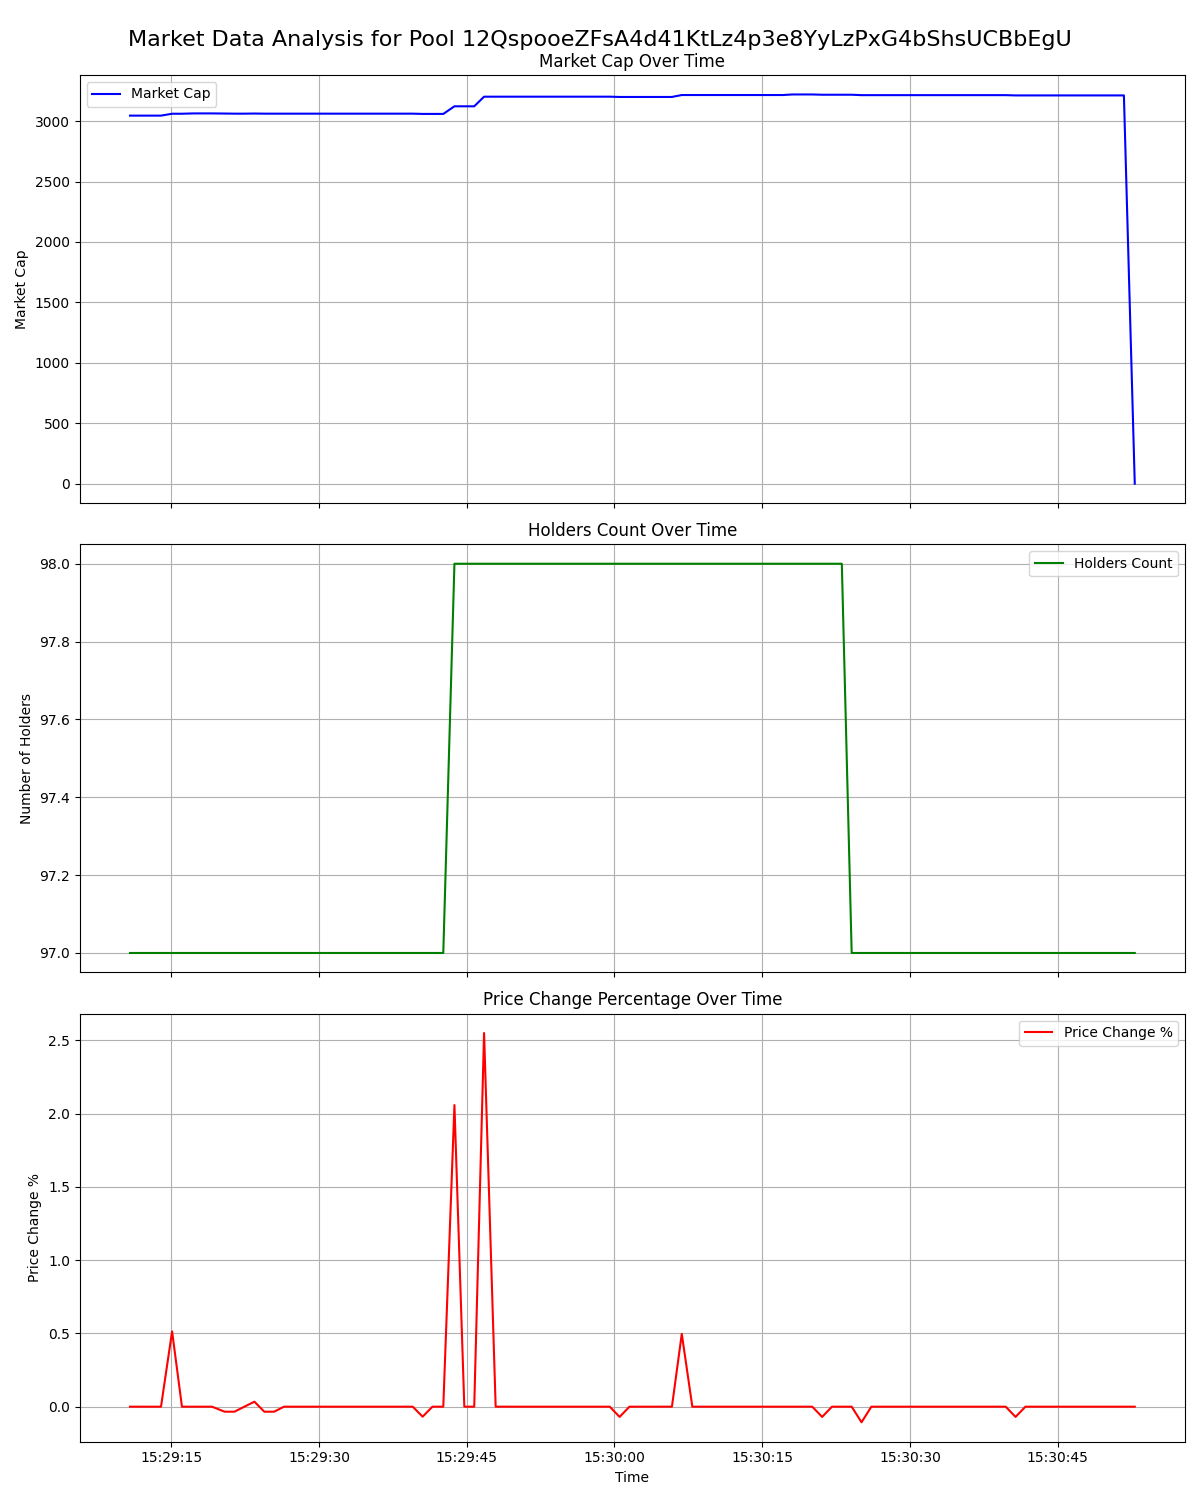 Market Data Analysis for Pool 12QspooeZFsA4d41KtLz4p3e8YyLzPxG4bShsUCBbEgU
Market Cap Over Time
Market Cap
3000
2500
2000
1500
1000
500
0
Market Cap
Holders Count Over Time
Holders Count
98.0
97.8
97.6
97.4
97.2
97.0
Number of Holders
Price Change Percentage Over Time
Price Change %
2.5
2.0
1.5
1.0
0.5
0.0
Price Change %
15:29:15 15:29:30 15:29:45 15:30:00 15:30:15 15:30:30 15:30:45
Time